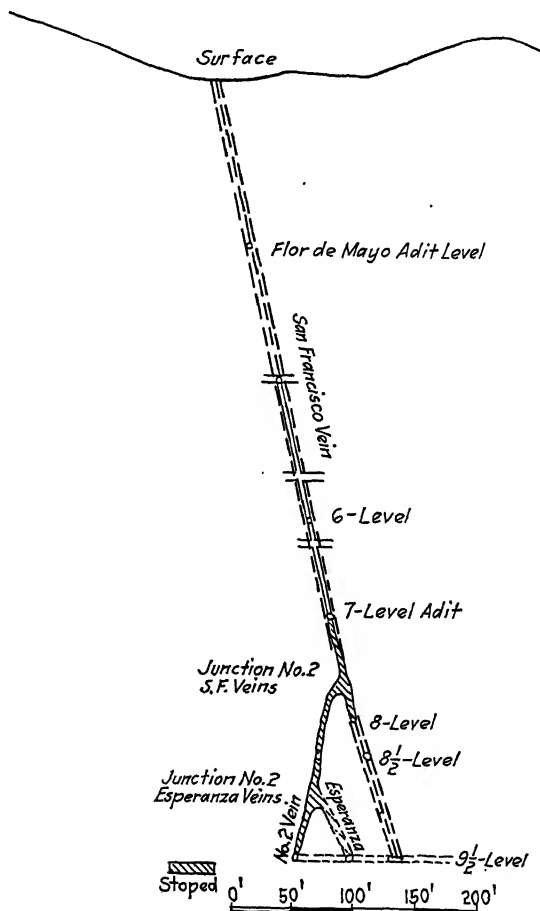 Surface
Flor de Mayo Adit Level
San Francisco Vein
6-Level
7-Level Adit
Junction No.2
S.F. Veins
8-Level
8½-Level
Junction No.2
Esperanza Veins
Esperanza
No.2 Vein
9½-Level
Stoped
0' 50' 100' 150' 200'